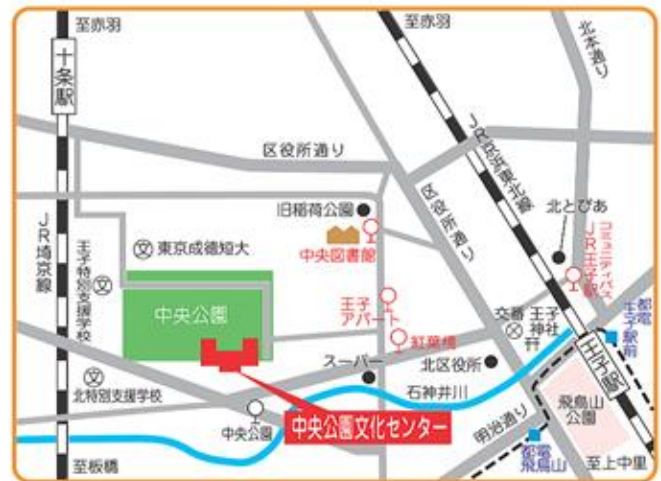 至赤羽
至赤羽
北本通り
十条駅
JR京浜東北線
区役所通り
区役所通り
旧稲荷公園
北とぴあ
コミュニティバス
JR王子駅
中央図書館
東京成徳短大
文
JR埼京線
王子特別支援学校
文
中央公園
王子
アパート
紅葉橋
交番
王子
神社
都電
王子駅前
王子駅
スーパー
北区役所
石神井川
文
北特別支援学校
中央公園
中央公園文化センター
明治通り
飛鳥山
公園
都電
飛鳥山
至板橋
至上中里